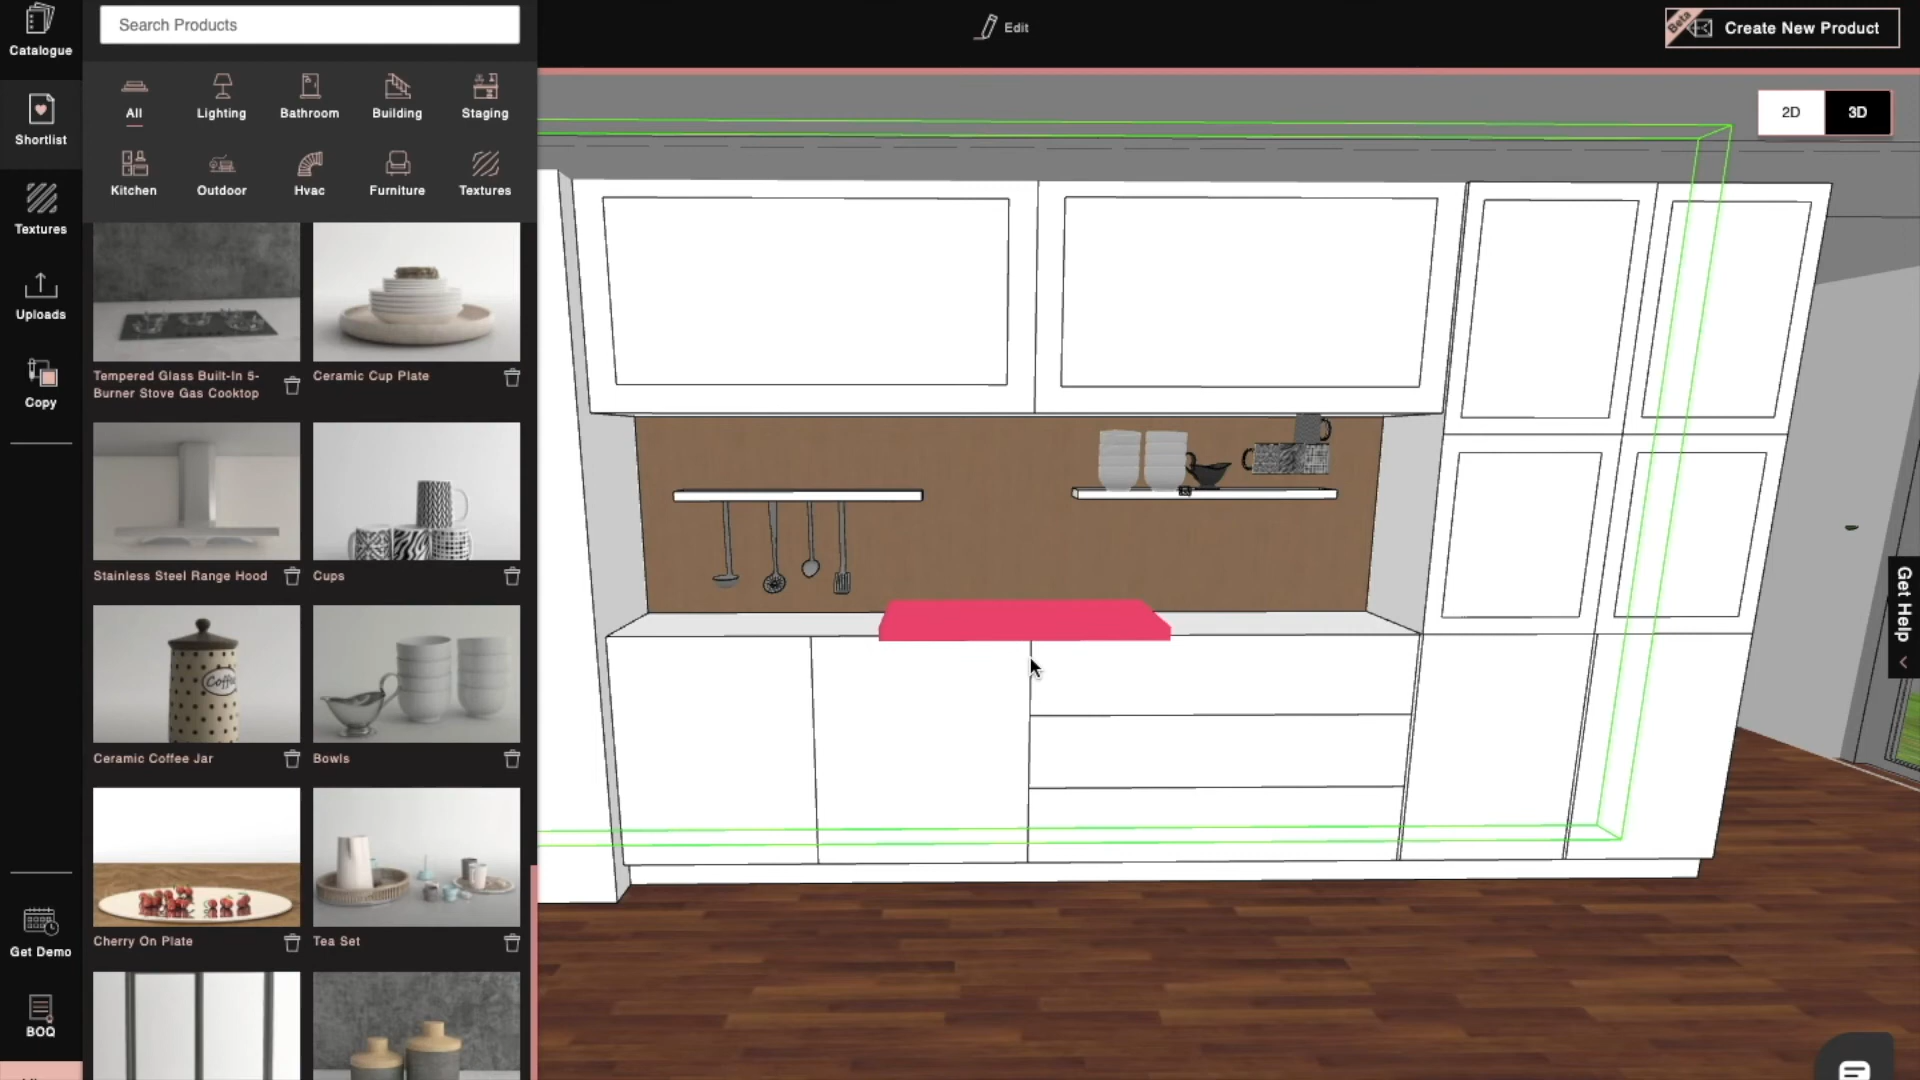 Catalogue
Shortlist
Textures
Uploads
Copy
Get Demo
BOQ
Search Products
All
Lighting
Bathroom
Building
Staging
Kitchen
Outdoor
Hvac
Furniture
Textures
Tempered Glass Built-In 5-
Burner Stove Gas Cooktop
Ceramic Cup Plate
Stainless Steel Range Hood
Cups
Coffee
Ceramic Coffee Jar
Bowls
Cherry On Plate
Tea Set
Edit
Beta
Create New Product
2D
3D
Get Help